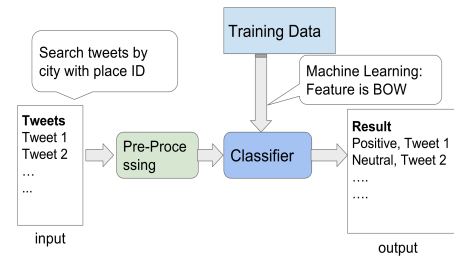 Search tweets by
city with place ID
Training Data
Machine Learning:
Feature is BOW
Tweets
Tweet 1
Tweet 2
...
...
input
Pre-Proce
ssing
Classifier
Result
Positive, Tweet 1
Neutral, Tweet 2
....
....
output